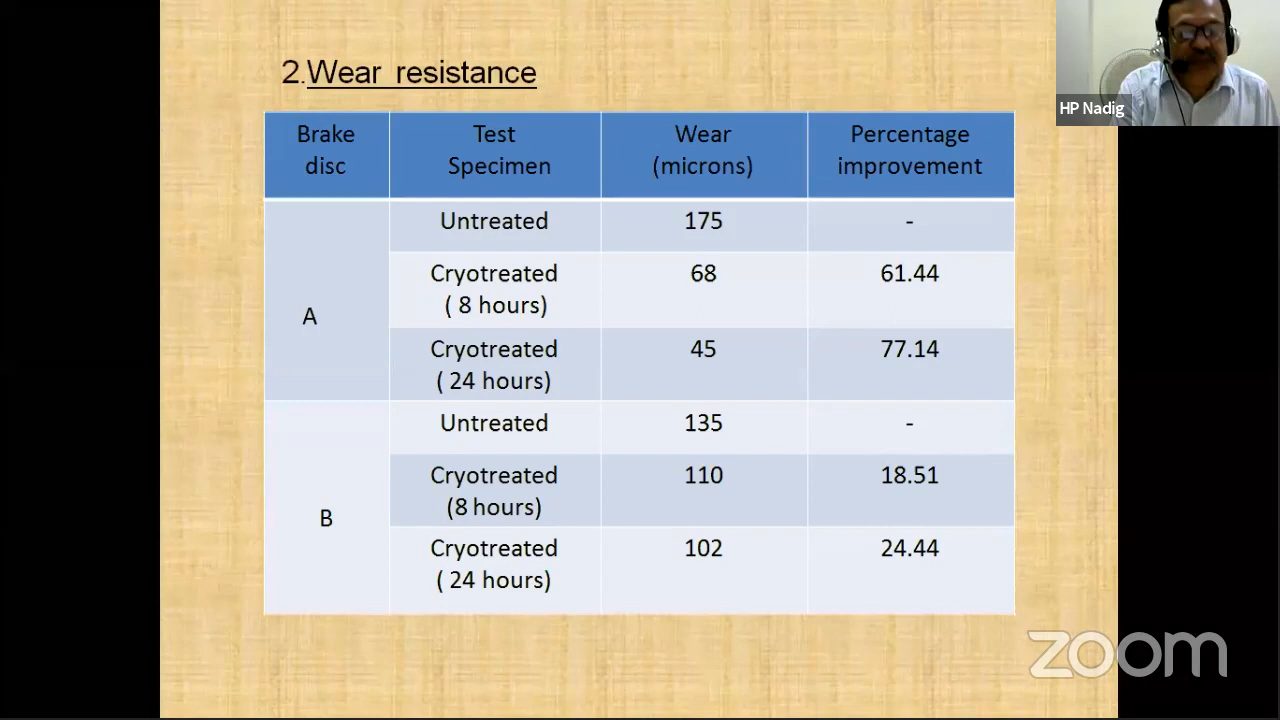 2.Wear resistance
HP Nadig
Brake disc
Test Specimen
Wear (microns)
Percentage improvement
A
Untreated
175
-
Cryotreated
( 8 hours)
68
61.44
Cryotreated
( 24 hours)
45
77.14
B
Untreated
135
-
Cryotreated
(8 hours)
110
18.51
Cryotreated
( 24 hours)
102
24.44
zoom